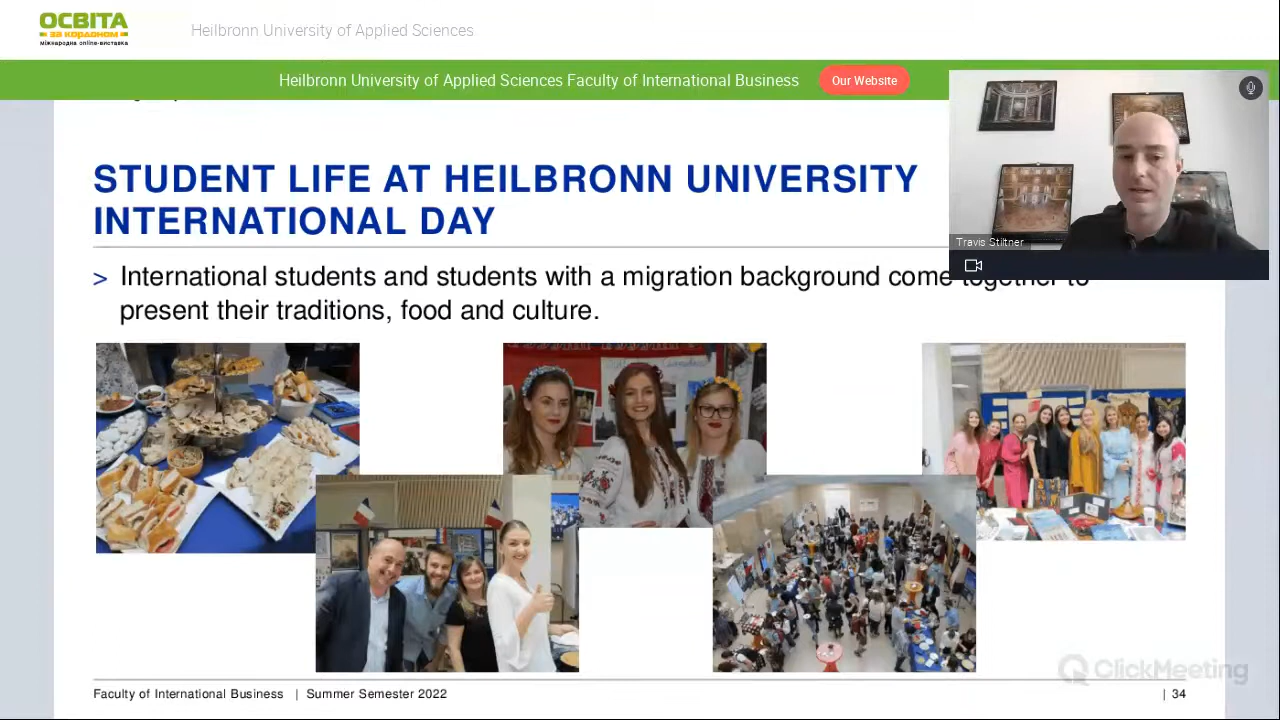 ОСВІТА
ЗА КОРДОНОМ
міжнародна online-виставка
Heilbronn University of Applied Sciences
Heilbronn University of Applied Sciences Faculty of International Business
Our Website
Travis Stiltner
STUDENT LIFE AT HEILBRONN UNIVERSITY
INTERNATIONAL DAY
> International students and students with a migration background come together to
present their traditions, food and culture.
Faculty of International Business | Summer Semester 2022
| 34
ClickMeeting